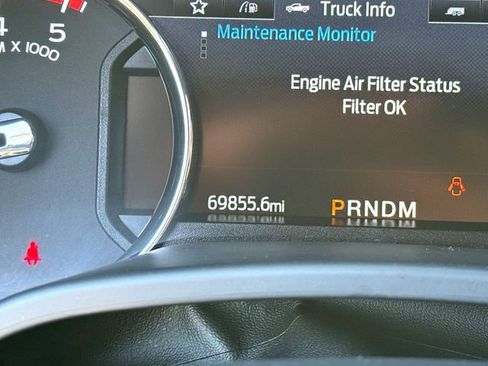 Truck Info
Maintenance Monitor
4 5
M X 1000
Engine Air Filter Status
Filter OK
69855.6mi
PRNDM